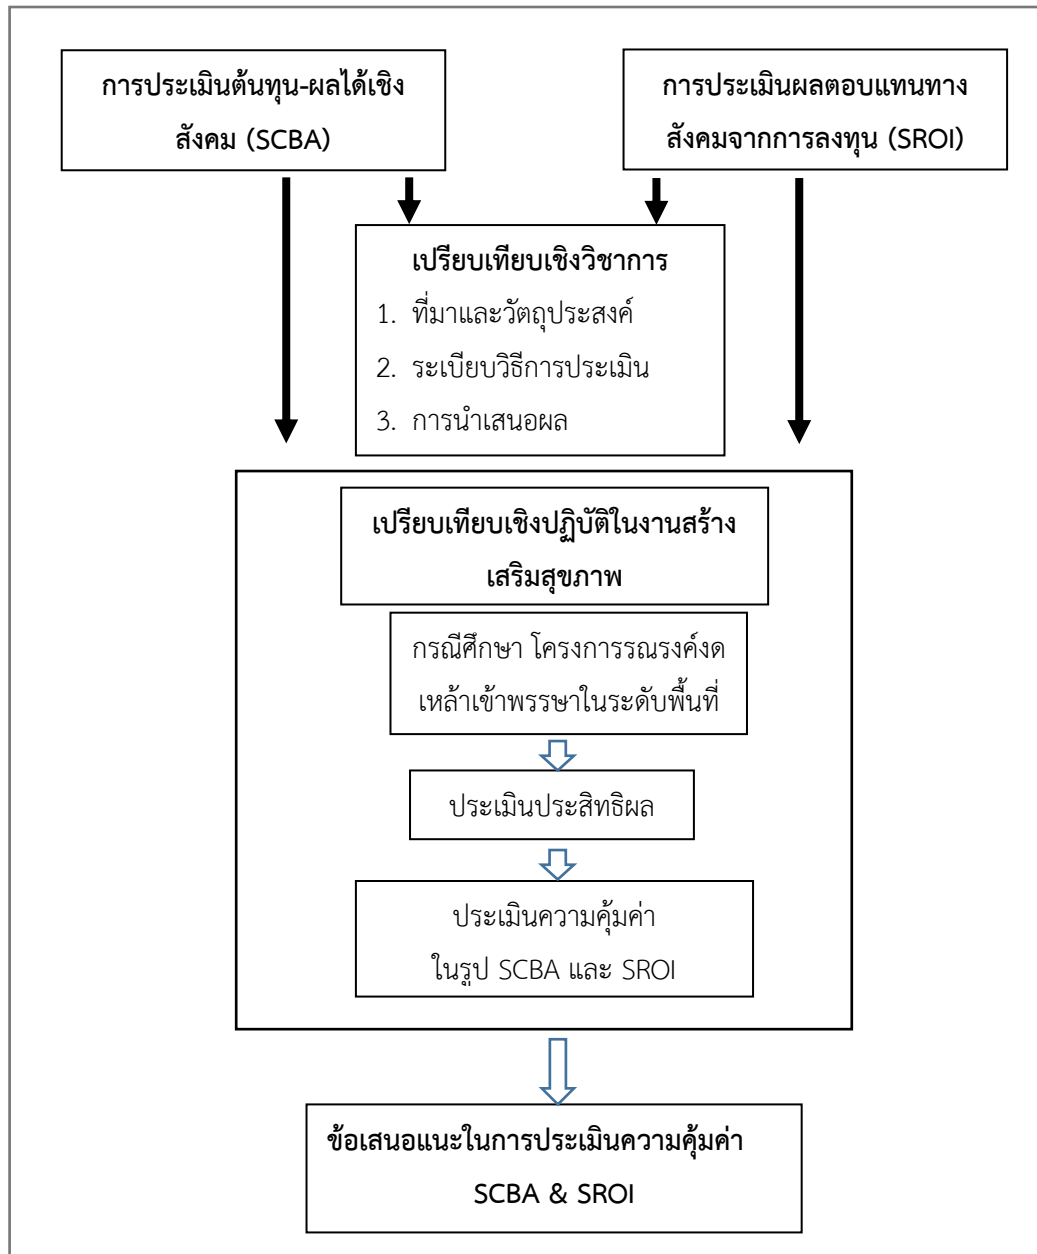 การประเมินต้นทุน-ผลได้เชิง
สังคม (SCBA)
การประเมินผลตอบแทนทาง
สังคมจากการลงทุน (SROI)
เปรียบเทียบเชิงวิชาการ
1. ที่มาและวัตถุประสงค์
2. ระเบียบวิธีการประเมิน
3. การนำเสนอผล
เปรียบเทียบเชิงปฏิบัติในงานสร้าง
เสริมสุขภาพ
กรณีศึกษา โครงการรณรงค์งด
เหล้าเข้าพรรษาในระดับพื้นที่
ประเมินประสิทธิผล
ประเมินความคุ้มค่า
ในรูป SCBA และ SROI
ข้อเสนอแนะในการประเมินความคุ้มค่า
SCBA & SROI